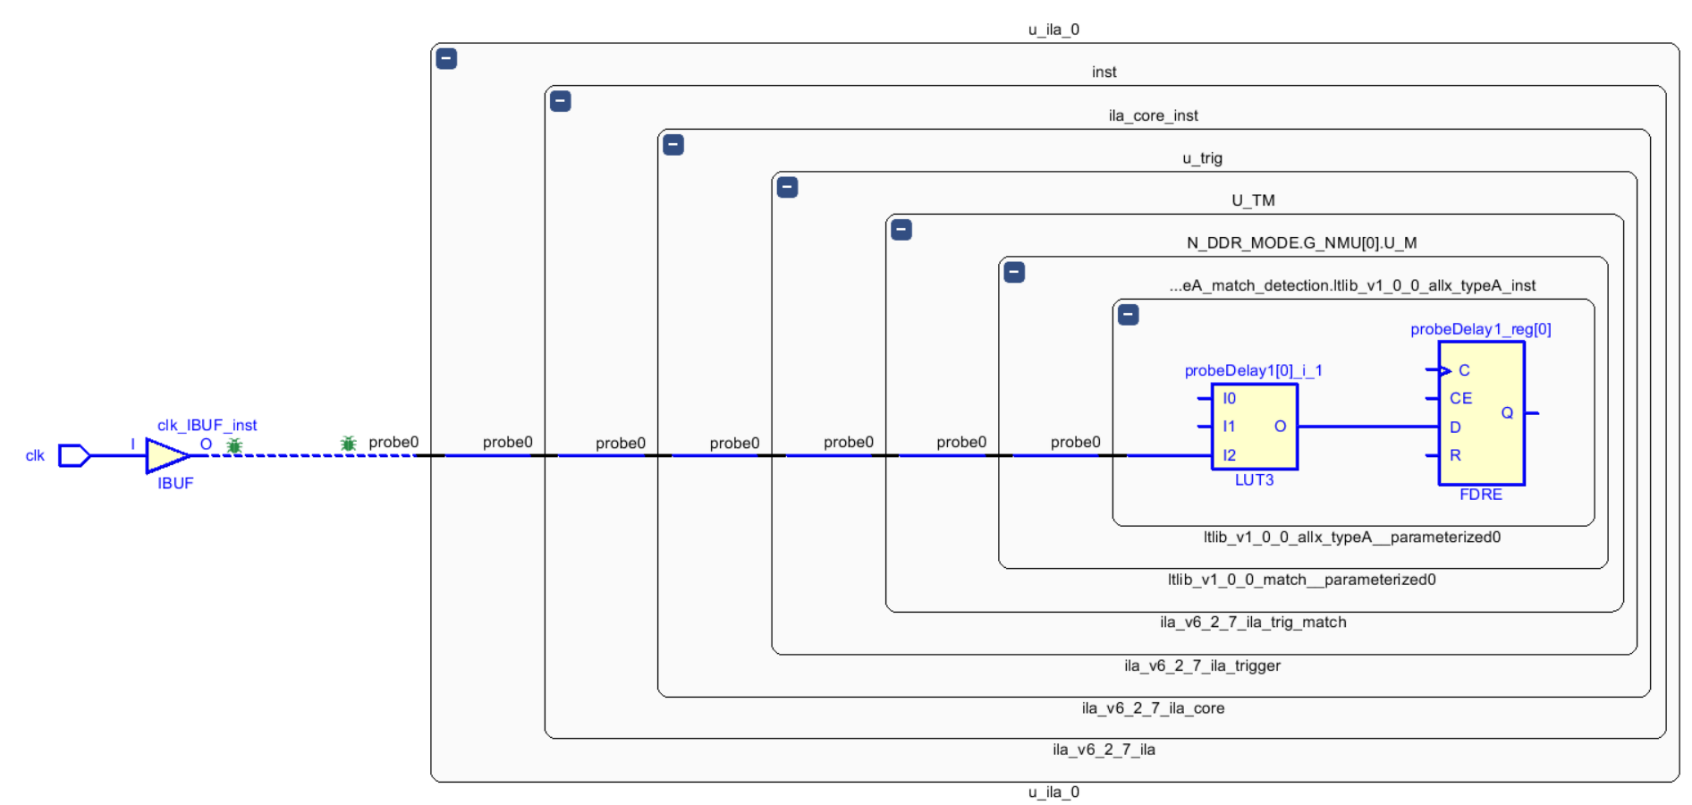 u_ila_0
inst
ila_core_inst
u_trig
U_TM
N_DDR_MODE.G_NMU[0].U_M
...eA_match_detection.ltlib_v1_0_0_allx_typeA_inst
probeDelay1_reg[0]
probeDelay1[0]_i_1
C
I0
CE
I1
O
D
Q
I2
R
LUT3
FDRE
clk_IBUF_inst
clk
I
O
IBUF
probe0
probe0
probe0
probe0
probe0
probe0
probe0
ltlib_v1_0_0_allx_typeA__parameterized0
ltlib_v1_0_0_match__parameterized0
ila_v6_2_7_ila_trig_match
ila_v6_2_7_ila_trigger
ila_v6_2_7_ila_core
ila_v6_2_7_ila
u_ila_0